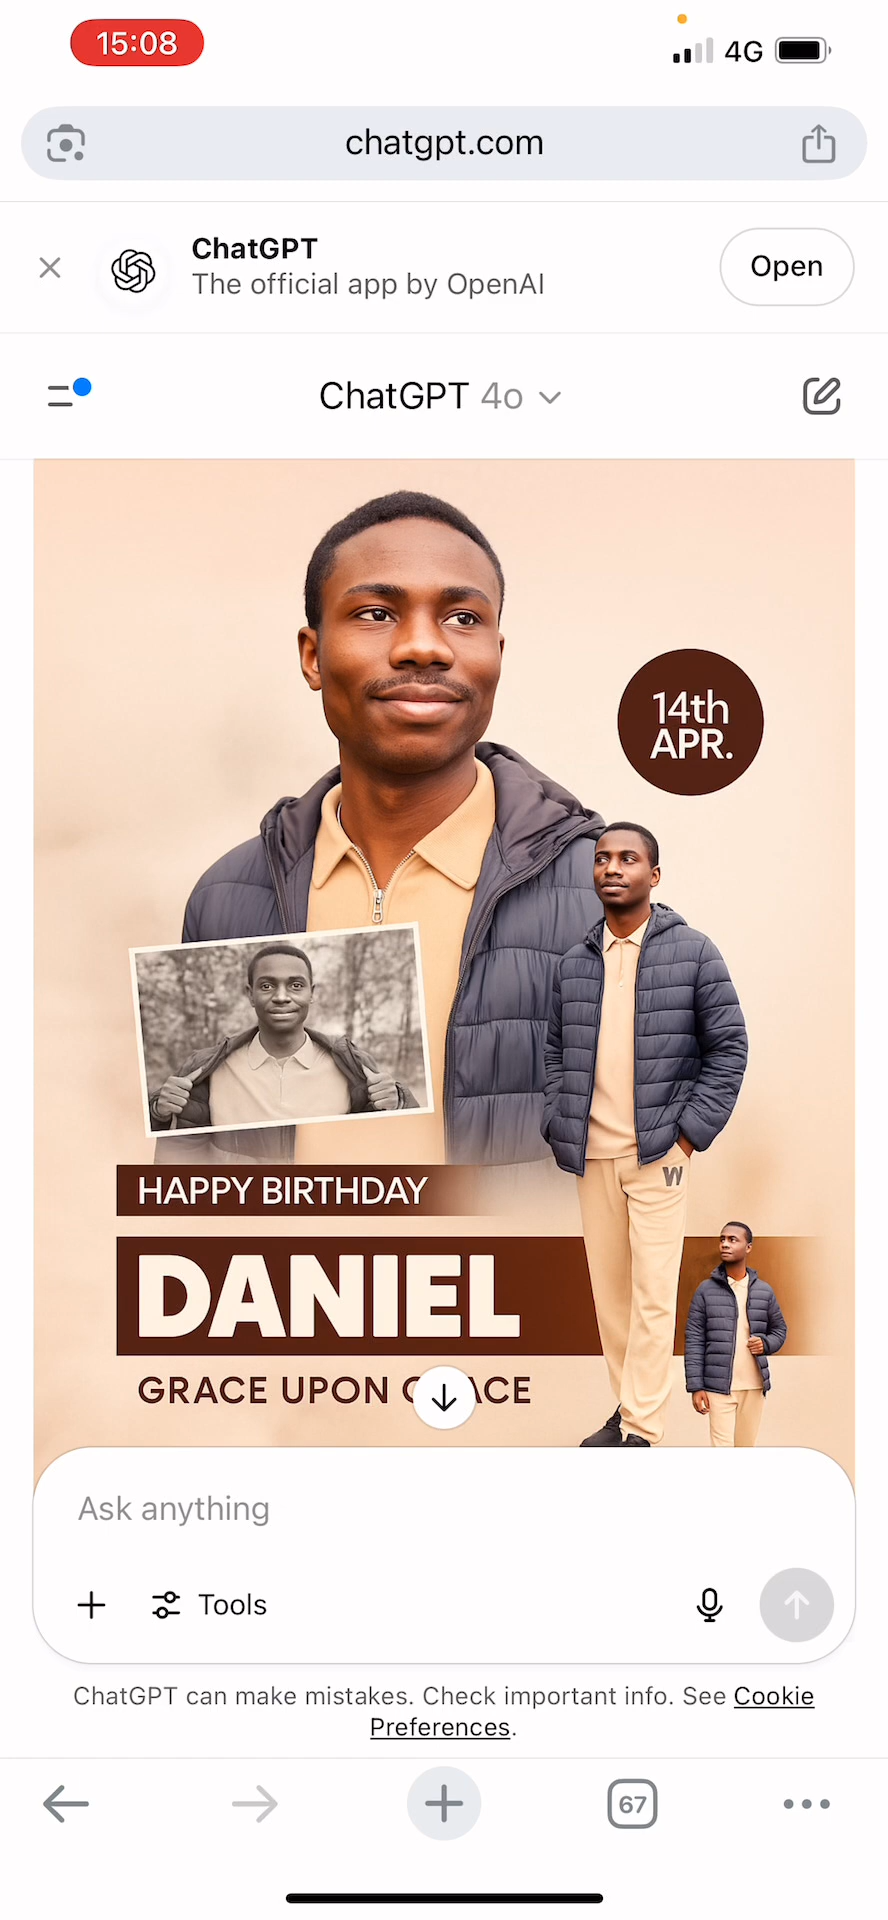 15:08
4G
chatgpt.com
ChatGPT
The official app by OpenAI
Open
ChatGPT 4o
14th
APR.
W
HAPPY BIRTHDAY
DANIEL
GRACE UPON
Ask anything
Tools
ChatGPT can make mistakes. Check important info. See Cookie
Preferences.
67